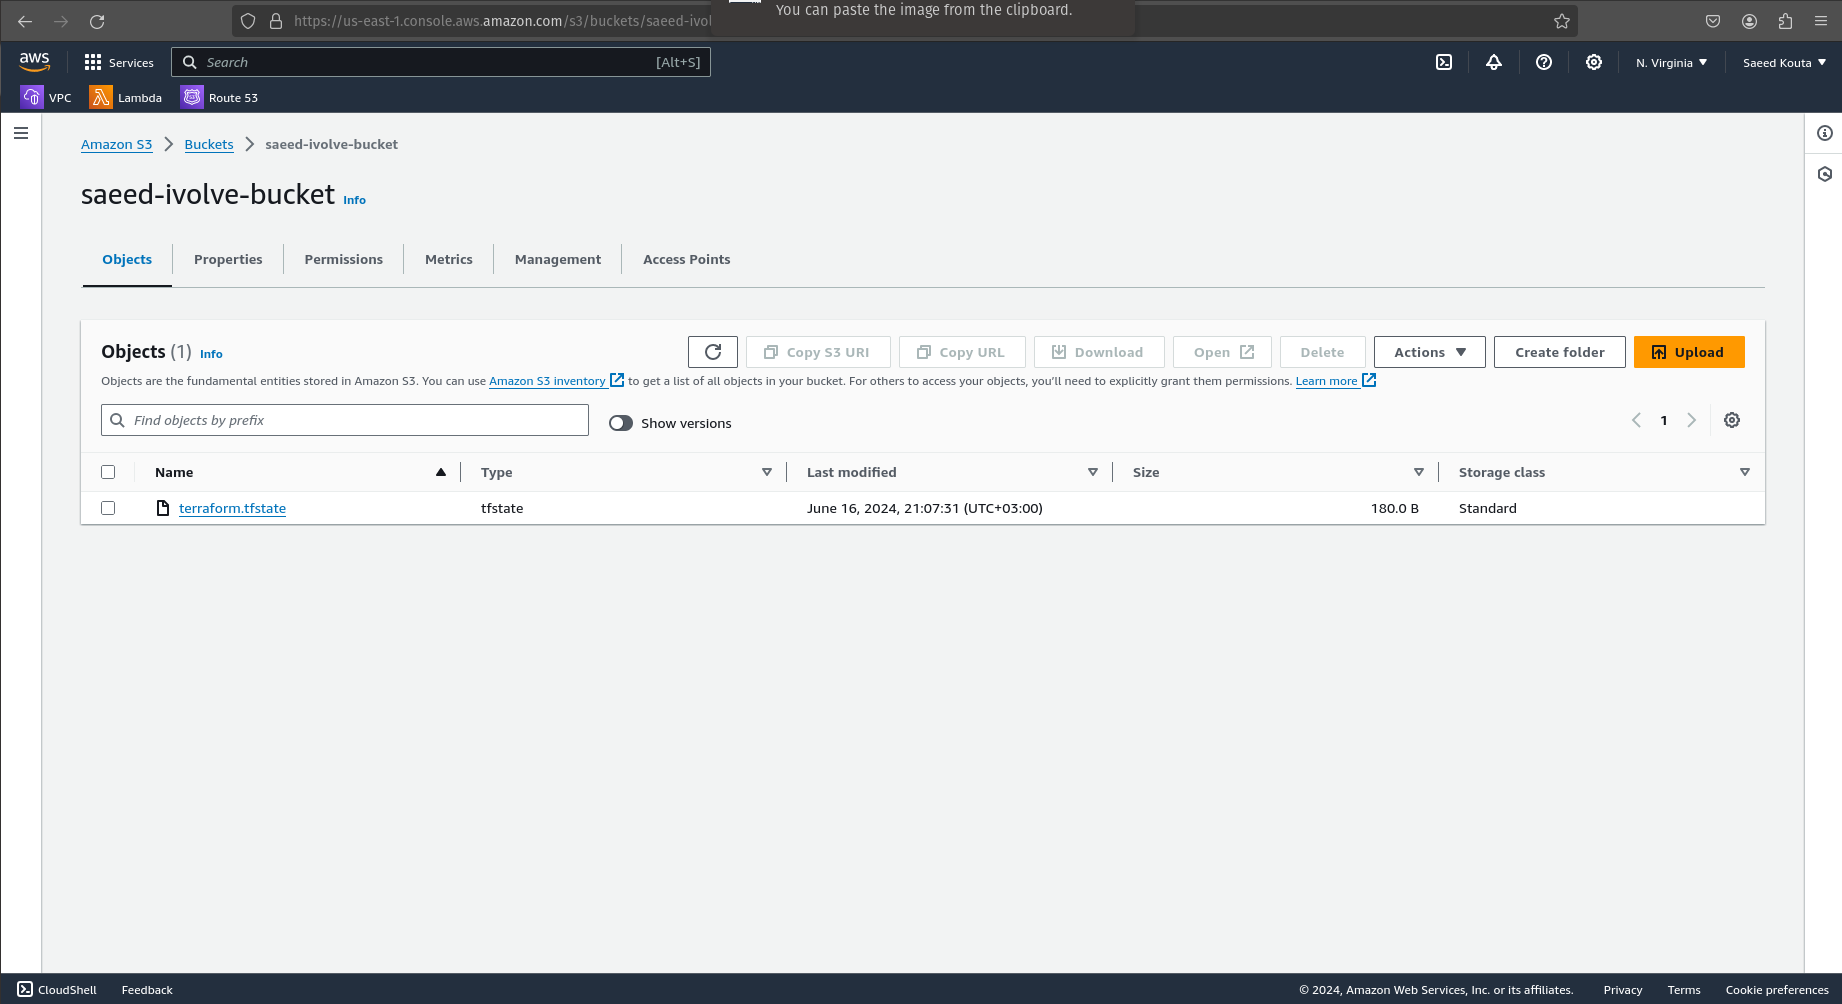 You can paste the image from the clipboard.
https://us-east-1.console.aws.amazon.com/s3/buckets/saeed-ivol
aws Services Search [Alt+S] N. Virginia Saeed Kouta
VPC Lambda Route 53
Amazon S3 Buckets saeed-ivolve-bucket
saeed-ivolve-bucket Info
Objects Properties Permissions Metrics Management Access Points
Objects (1) Info Copy S3 URI Copy URL Download Open Delete Actions Create folder Upload
Objects are the fundamental entities stored in Amazon S3. You can use Amazon S3 inventory to get a list of all objects in your bucket. For others to access your objects, you'll need to explicitly grant them permissions. Learn more
Find objects by prefix Show versions 1
Name Type Last modified Size Storage class
terraform.tfstate tfstate June 16, 2024, 21:07:31 (UTC+03:00) 180.0 B Standard
CloudShell Feedback © 2024, Amazon Web Services, Inc. or its affiliates. Privacy Terms Cookie preferences